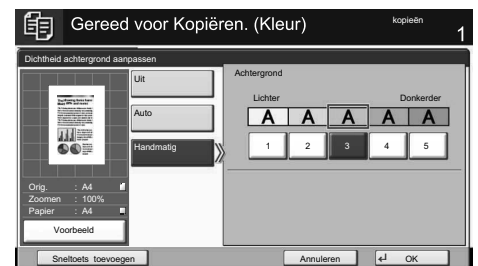 Gereed voor Kopiëren. (Kleur)
kopieën
1
Dichtheid achtergrond aanpassen
Uit
Auto
Handmatig
Orig. : A4
Zoomen : 100%
Papier : A4
Voorbeeld
Achtergrond
Lichter Donkerder
A A A A A
1 2 3 4 5
Sneltoets toevoegen
Annuleren
OK